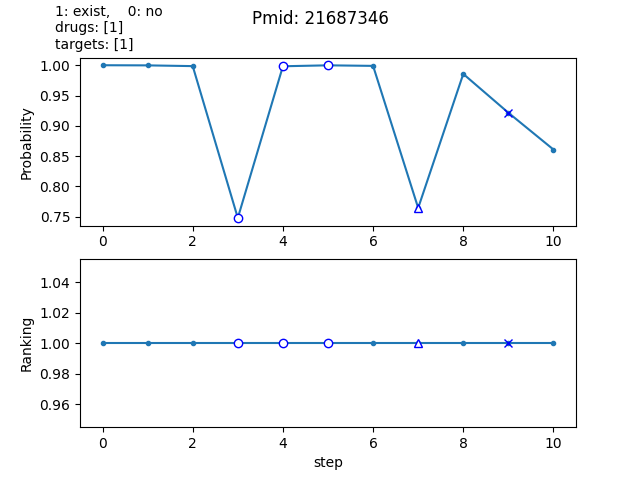 1: exist,    0: no
drugs: [1]
targets: [1]
Pmid: 21687346
Probability
1.00
0.95
0.90
0.85
0.80
0.75
0 2 4 6 8 10
Ranking
1.04
1.02
1.00
0.98
0.96
0 2 4 6 8 10
step